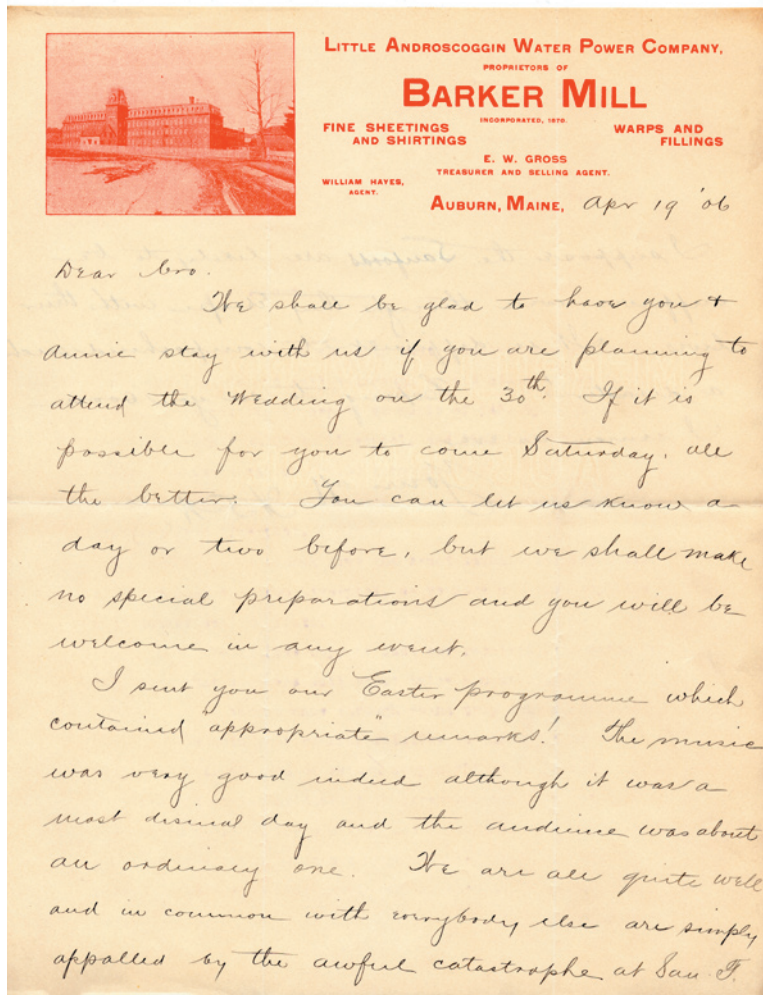 LITTLE ANDROSCOGGIN WATER POWER COMPANY,
PROPRIETORS OF
BARKER MILL
INCORPORATED, 1870.
FINE SHEETINGS AND SHIRTINGS
WARPS AND FILLINGS
E. W. GROSS
TREASURER AND SELLING AGENT.
WILLIAM HAYES,
AGENT.
AUBURN, MAINE, Apr 19 '06
Dear Bro.
We shall be glad to have you +
Annie stay with us if you are planning to
attend the Wedding on the 30th. If it is
possible for you to come Saturday, all
the better. You can let us know a
day or two before, but we shall make
no special preparations and you will be
welcome in any event.
I sent you our Easter programme which
contained "appropriate" remarks! The music
was very good indeed although it was a
most dismal day and the audience was about
an ordinary one. We are all quite well
and in common with everybody else are simply
appalled by the awful catastrophe at San F.